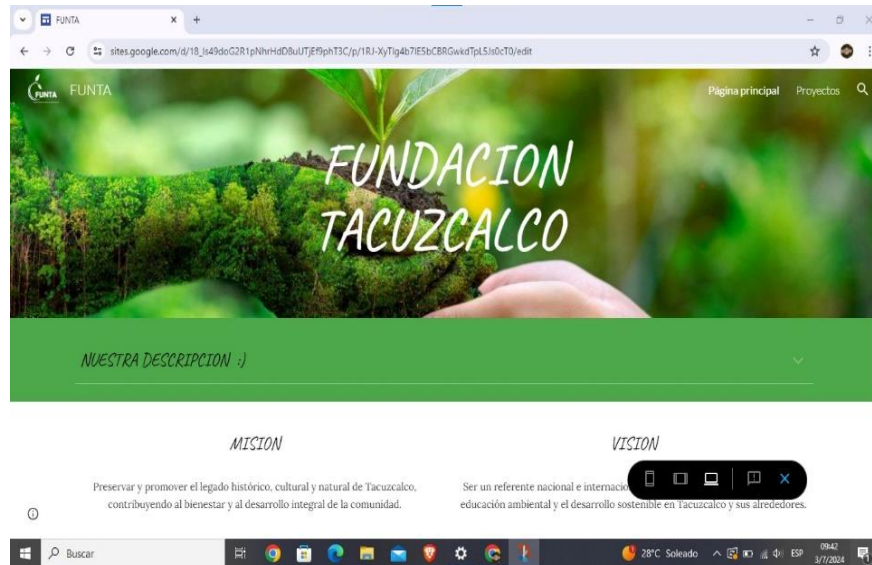 FUNTA
sites.google.com/d/18_Is49doG2R1pNhrHdD8uUTjEf9phT3C/p/1RJ-XyTig4b7IE5bCBRGwkdTpL5Js0cT0/edit
FUNTA FUNTA Página principal Proyectos
FUNDACION
TACUZCALCO
NUESTRA DESCRIPCION :)
MISION
Preservar y promover el legado histórico, cultural y natural de Tacuzcalco,
contribuyendo al bienestar y al desarrollo integral de la comunidad.
VISION
Ser un referente nacional e
educación ambiental y el desarrollo sostenible en Tacuzcalco y sus alrededores.
Buscar 28°C Soleado ESP 09:42
3/7/2024